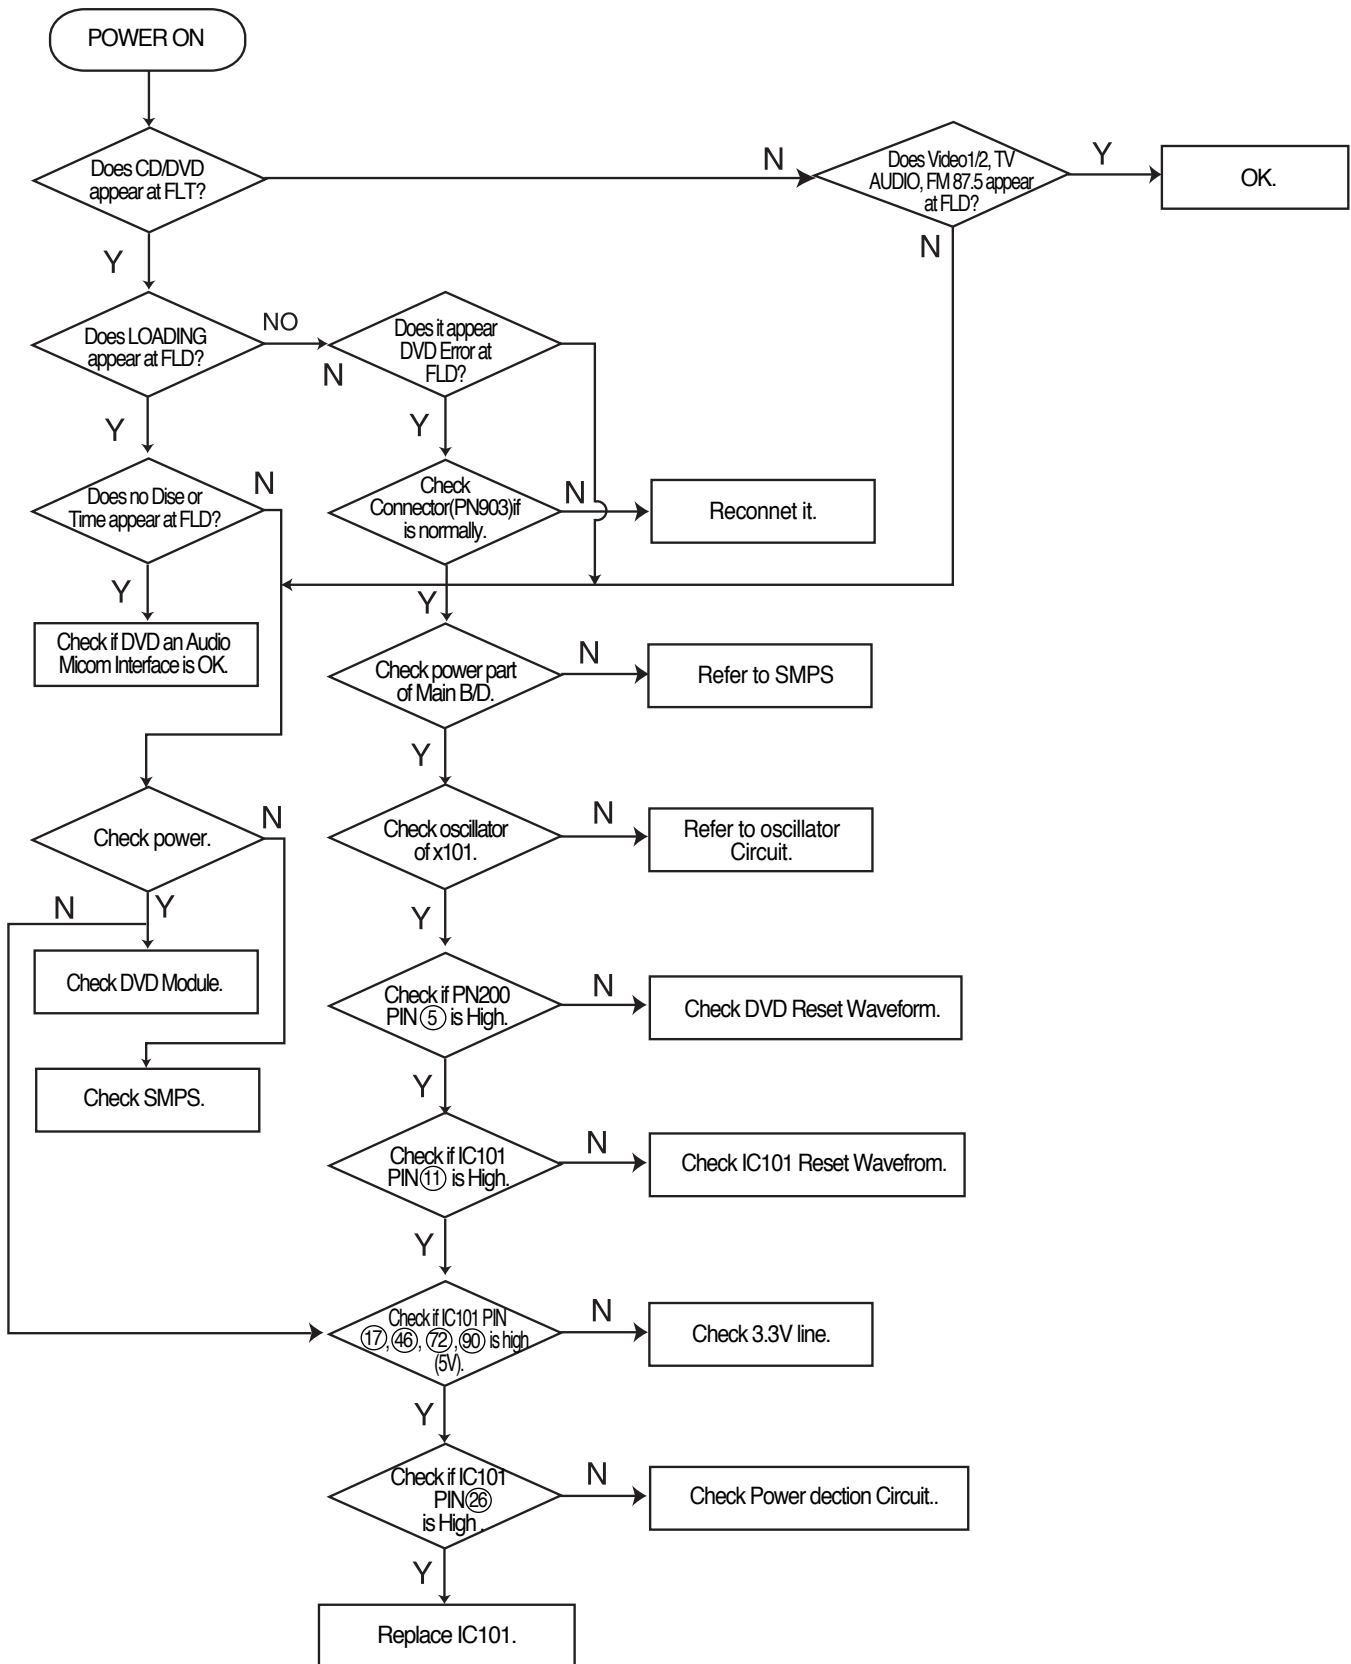 POWER ON
Does CD/DVD
appear at FLT?
N
Does Video1/2, TV
AUDIO, FM 87.5 appear
at FLD?
Y
OK.
N
Y
Does LOADING
appear at FLD?
NO
N
Does it appear
DVD Error at
FLD?
Y
Y
Does no Dise or
Time appear at FLD?
N
Check
Connector(PN903)if
is normally.
N
Reconnet it.
Y
Y
Check if DVD an Audio
Micom Interface is OK.
Check power part
of Main B/D.
N
Refer to SMPS
Y
Check power.
N
Check oscillator
of x101.
N
Refer to oscillator
Circuit.
N
Y
Y
Check DVD Module.
Check if PN200
PIN⑤ is High.
N
Check DVD Reset Waveform.
Check SMPS.
Y
Check if IC101
PIN⑪ is High.
N
Check IC101 Reset Wavefrom.
Y
Check if IC101 PIN
⑰, ㊻, 72, 90 is high
(5V).
N
Check 3.3V line.
Y
Check if IC101
PIN㉖
is High .
N
Check Power dection Circuit..
Y
Replace IC101.